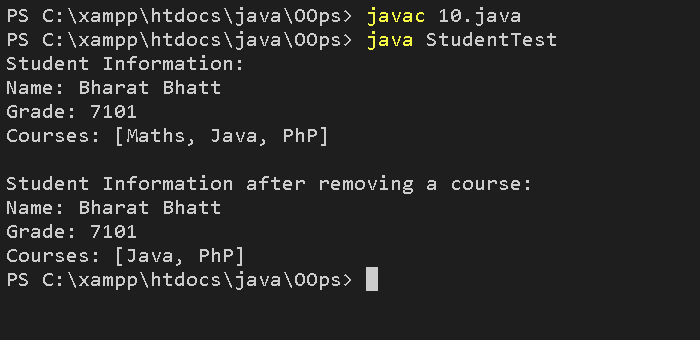 PS C:\xampp\htdocs\java\OOps> javac 10.java
PS C:\xampp\htdocs\java\OOps> java StudentTest
Student Information:
Name: Bharat Bhatt
Grade: 7101
Courses: [Maths, Java, PhP]
Student Information after removing a course:
Name: Bharat Bhatt
Grade: 7101
Courses: [Java, PhP]
PS C:\xampp\htdocs\java\OOps>